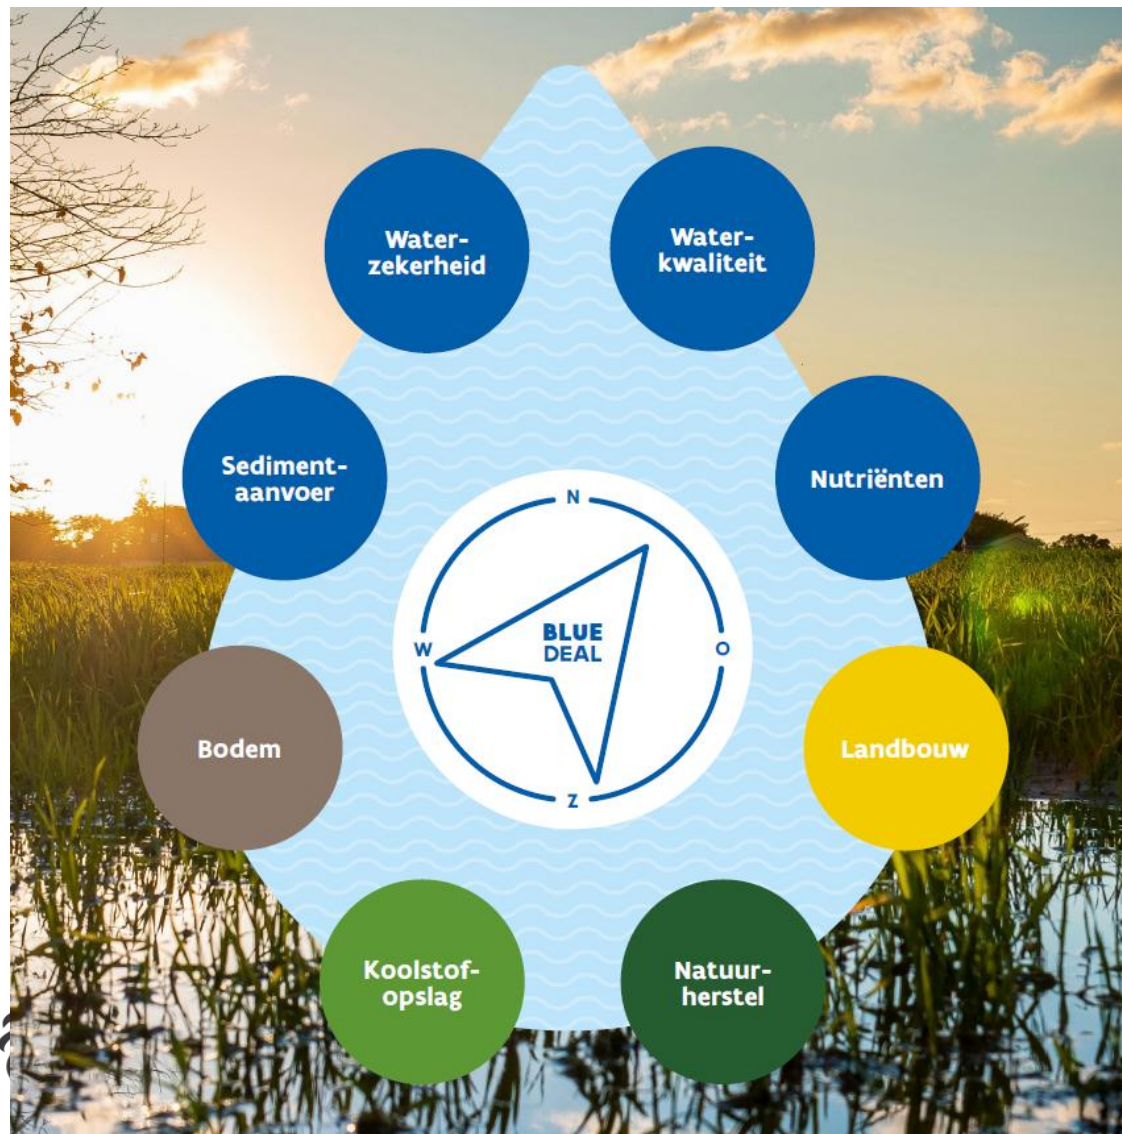 Water-
zekerheid
Water-
kwaliteit
Sediment-
aanvoer
Nutriënten
N
W
BLUE
DEAL
O
Z
Bodem
Landbouw
Koolstof-
opslag
Natuur-
herstel